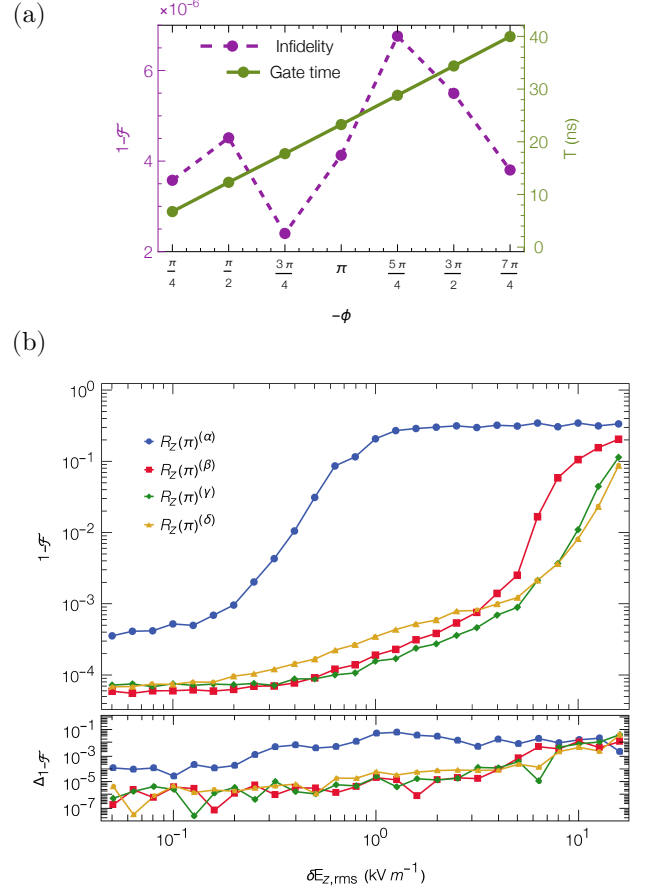 (a)
×10⁻⁶
Infidelity
Gate time
6
4
2
1-ℱ
40
30
20
10
0
T (ns)
π/4 π/2 3π/4 π 5π/4 3π/2 7π/4
-ϕ
(b)
10⁰
10⁻¹
10⁻²
10⁻³
10⁻⁴
1-ℱ
R_Z(π)^(α)
R_Z(π)^(β)
R_Z(π)^(γ)
R_Z(π)^(δ)
10⁻¹
10⁻³
10⁻⁵
10⁻⁷
Δ_1-ℱ
10⁻¹ 10⁰ 10¹
δE_z,rms (kV m⁻¹)